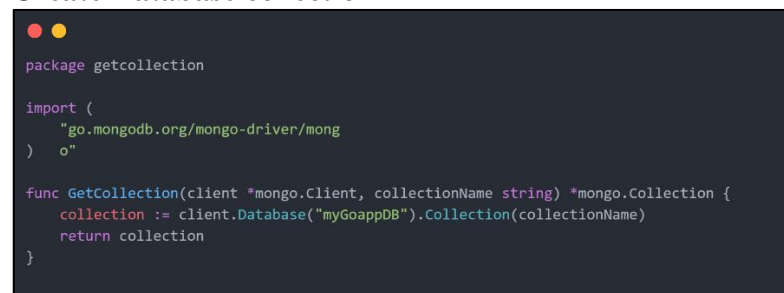 package getcollection
import (
"go.mongodb.org/mongo-driver/mong
) o"
func GetCollection(client *mongo.Client, collectionName string) *mongo.Collection {
collection := client.Database("myGoappDB").Collection(collectionName)
return collection
}